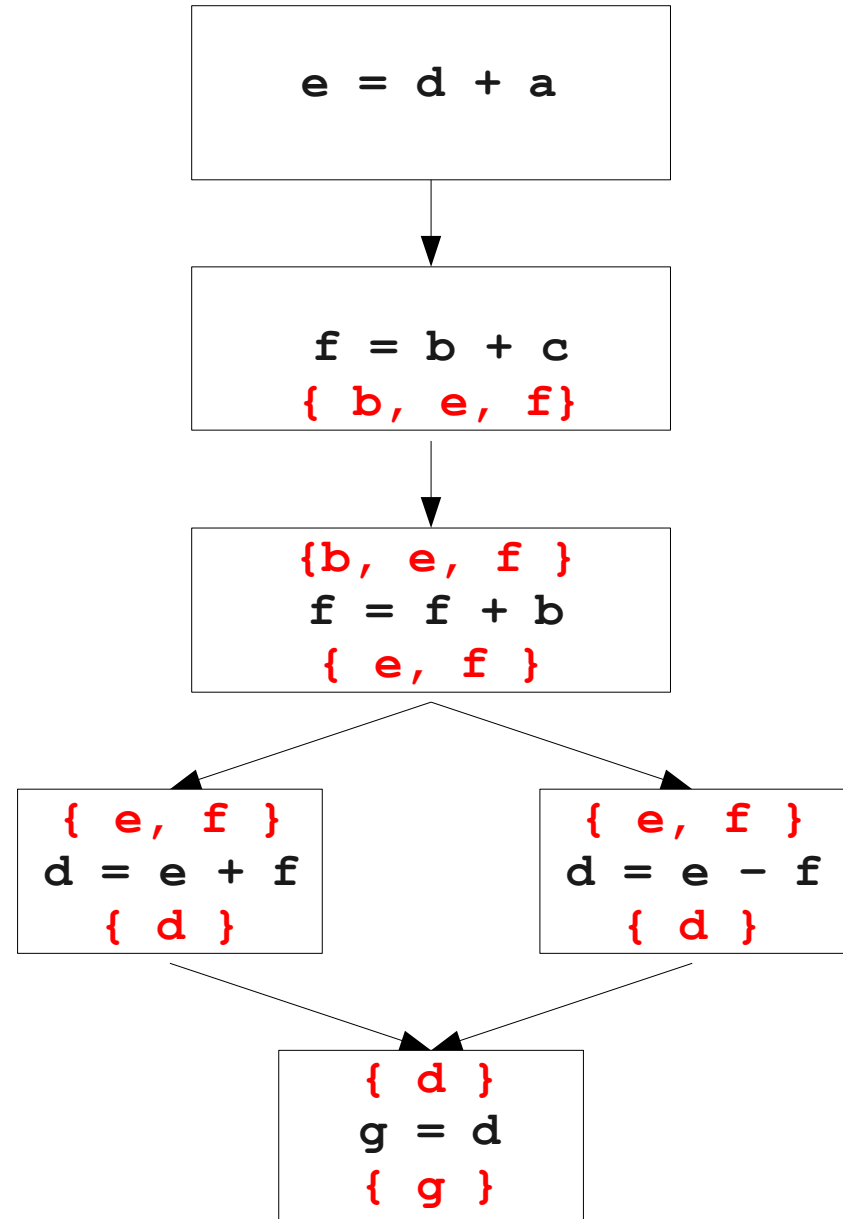 e = d + a
f = b + c
{ b, e, f}
{b, e, f }
f = f + b
{ e, f }
{ e, f }
d = e + f
{ d }
{ e, f }
d = e - f
{ d }
{ d }
g = d
{ g }